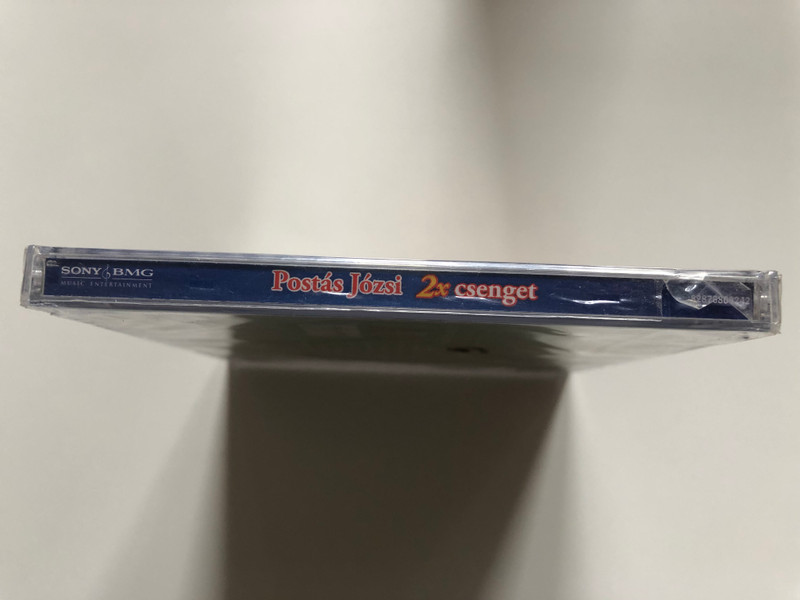 SONY BMG
MUSIC ENTERTAINMENT
Postás Józsi 2x csenget